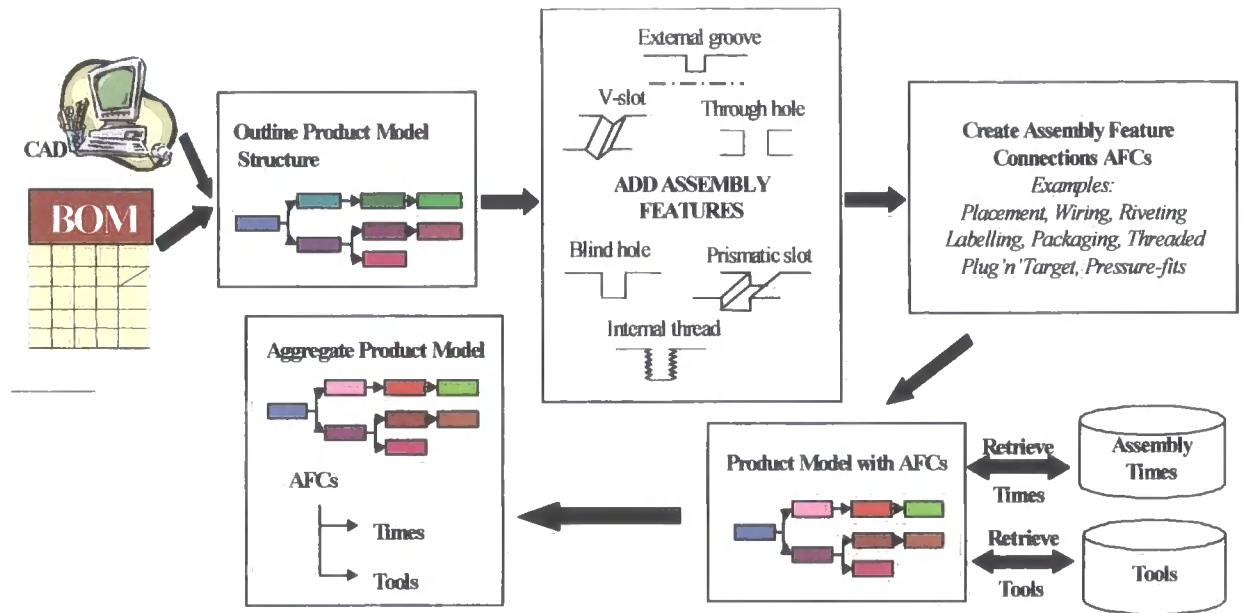 CAD
BOM
Outline Product Model
Structure
External groove
V-slot
Through hole
ADD ASSEMBLY
FEATURES
Blind hole
Prismatic slot
Internal thread
Create Assembly Feature
Connections AFCs
Examples:
Placement, Wiring, Riveting
Labelling, Packaging, Threaded
Plug'n'Target, Pressure-fits
Product Model with AFCs
Retrieve
Times
Assembly
Times
Retrieve
Tools
Tools
Aggregate Product Model
AFCs
Times
Tools